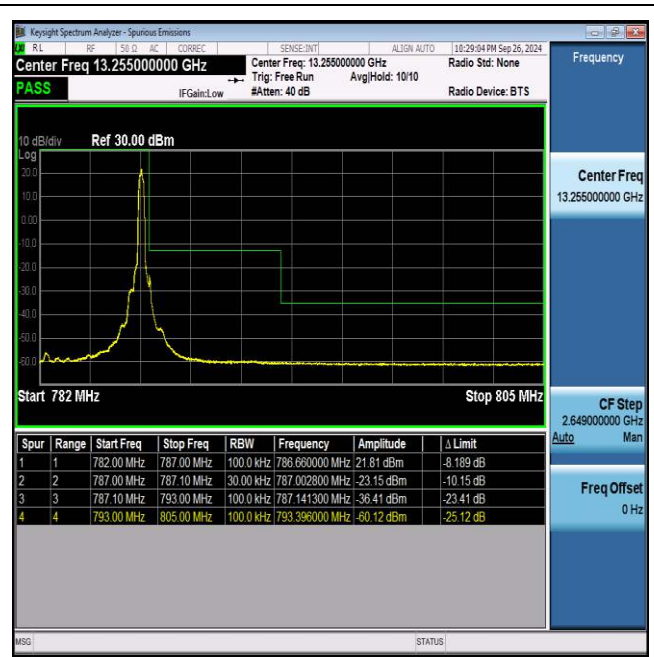 Keysight Spectrum Analyzer - Spurious Emissions
RL RF 50 Ω AC CORREC SENSE:INT ALIGN AUTO 10:29:04 PM Sep 26, 2024
Center Freq 13.255000000 GHz Center Freq: 13.255000000 GHz Radio Std: None
Trig: Free Run Avg|Hold: 10/10
PASS IFGain:Low #Atten: 40 dB Radio Device: BTS
10 dB/div Ref 30.00 dBm
Log
20.0
10.0
0.00
-10.0
-20.0
-30.0
-40.0
-50.0
-60.0
Start 782 MHz Stop 805 MHz
Spur Range Start Freq Stop Freq RBW Frequency Amplitude Δ Limit
1 1 782.00 MHz 787.00 MHz 100.0 kHz 786.660000 MHz 21.81 dBm -8.189 dB
2 2 787.00 MHz 787.10 MHz 30.00 kHz 787.002800 MHz -23.15 dBm -10.15 dB
3 3 787.10 MHz 793.00 MHz 100.0 kHz 787.141300 MHz -36.41 dBm -23.41 dB
4 4 793.00 MHz 805.00 MHz 100.0 kHz 793.396000 MHz -60.12 dBm -25.12 dB
MSG STATUS
Frequency
Center Freq
13.255000000 GHz
CF Step
2.649000000 GHz
Auto Man
Freq Offset
0 Hz